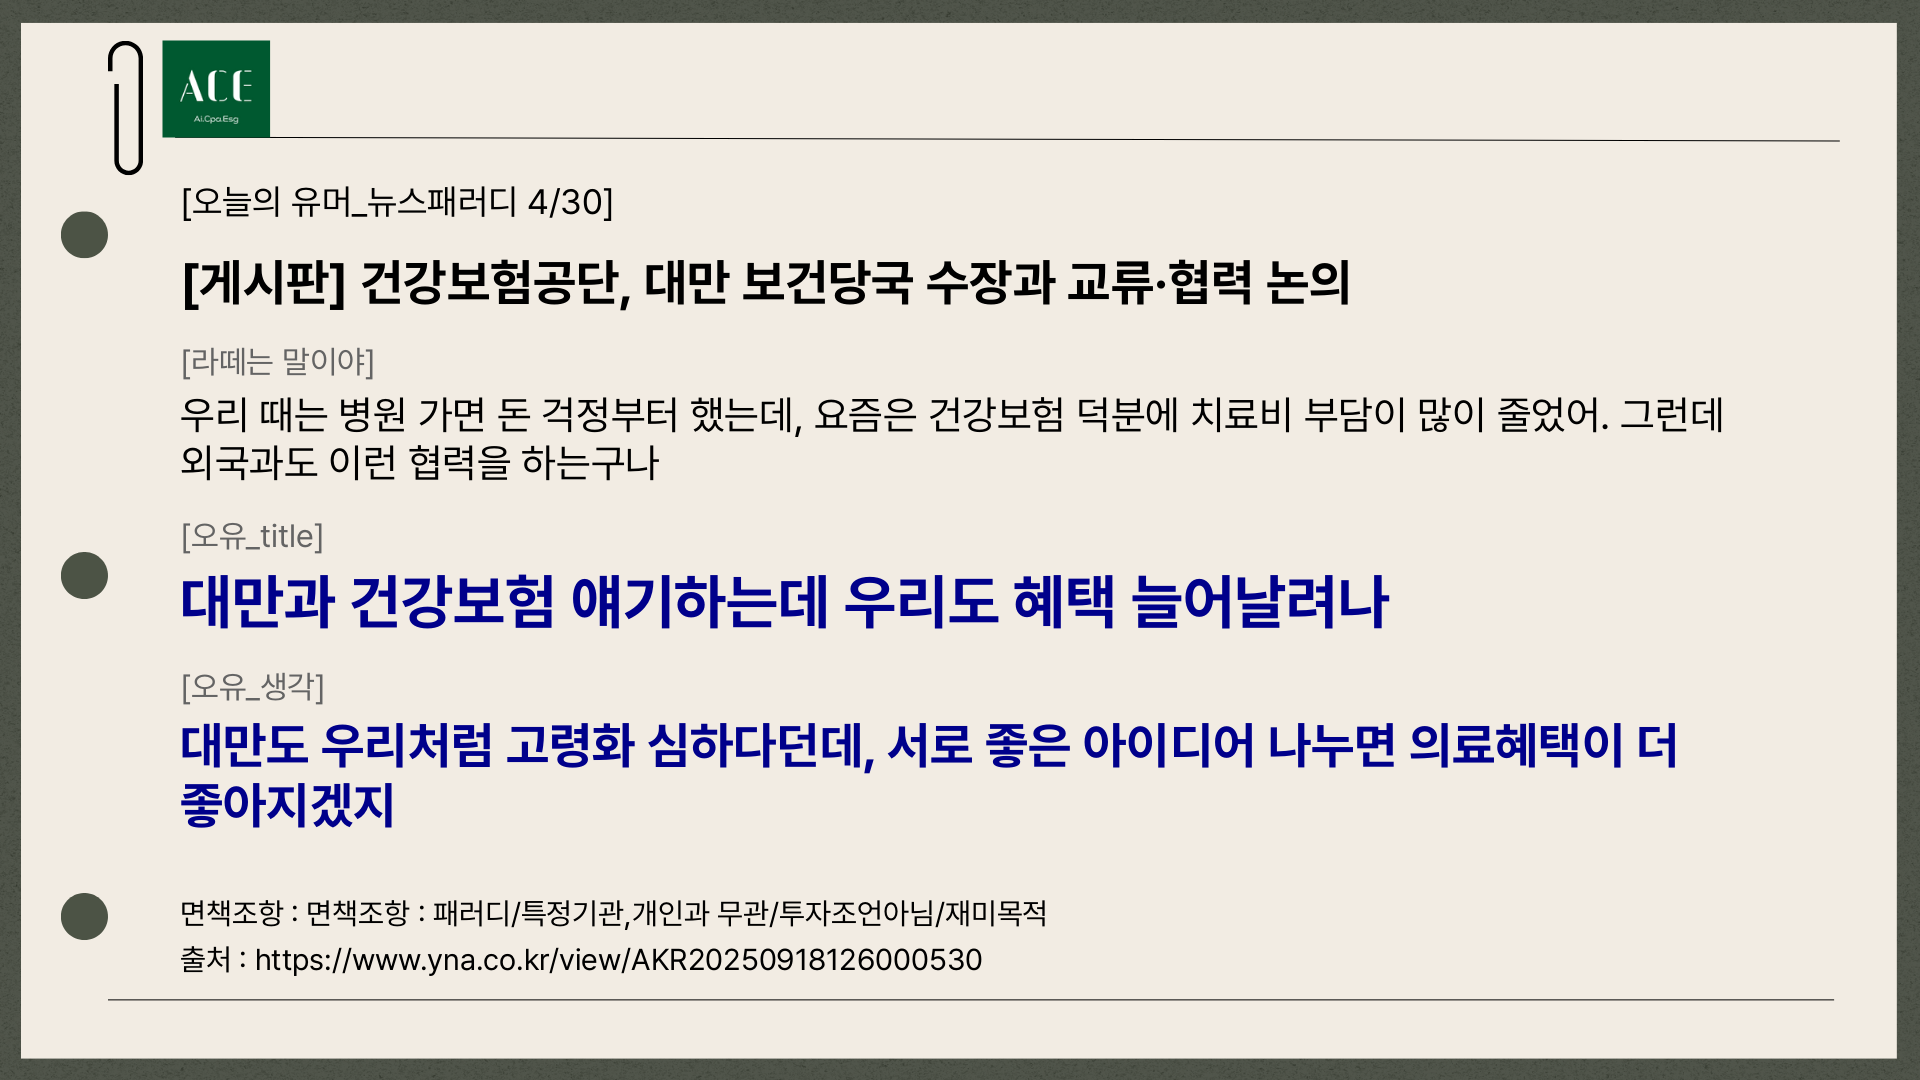 ACE
Ai.Cpa.Esg
[오늘의 유머_뉴스패러디 4/30]
[게시판] 건강보험공단, 대만 보건당국 수장과 교류·협력 논의
[라떼는 말이야]
우리 때는 병원 가면 돈 걱정부터 했는데, 요즘은 건강보험 덕분에 치료비 부담이 많이 줄었어. 그런데
외국과도 이런 협력을 하는구나
[오유_title]
대만과 건강보험 얘기하는데 우리도 혜택 늘어날려나
[오유_생각]
대만도 우리처럼 고령화 심하다던데, 서로 좋은 아이디어 나누면 의료혜택이 더
좋아지겠지
면책조항 : 면책조항 : 패러디/특정기관,개인과 무관/투자조언아님/재미목적
출처 : https://www.yna.co.kr/view/AKR20250918126000530